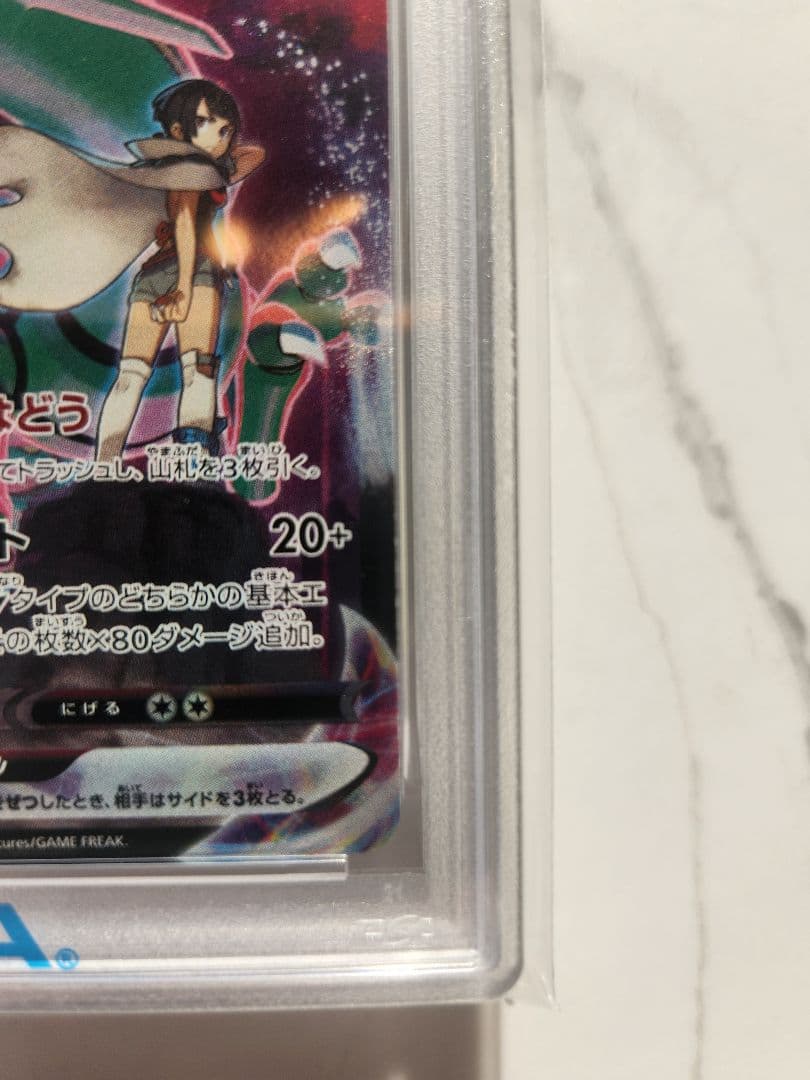 はどう
てトラッシュし、山札を3枚引く。
ト 20+
タイプのどちらかの基本エ
の枚数×80ダメージ追加。
にげる
ぜつしたとき、相手はサイドを3枚とる。
ures/GAME FREAK.
A®